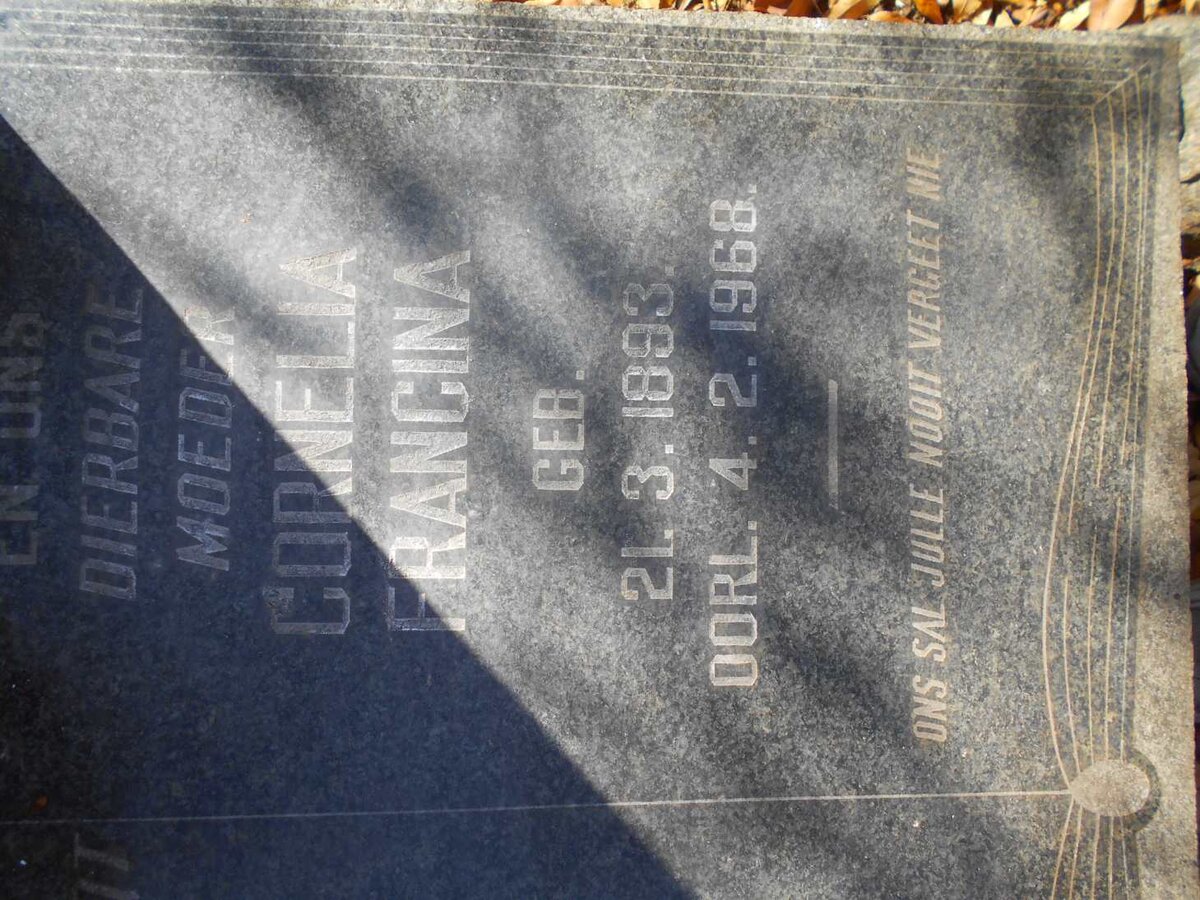 EN ONS
DIERBARE
MOEDER
CORNELIA
FRANCINA
GEB.
21. 3. 1893.
OORL. 4. 2. 1968.
ONS SAL JULLE NOOIT VERGEET NIE